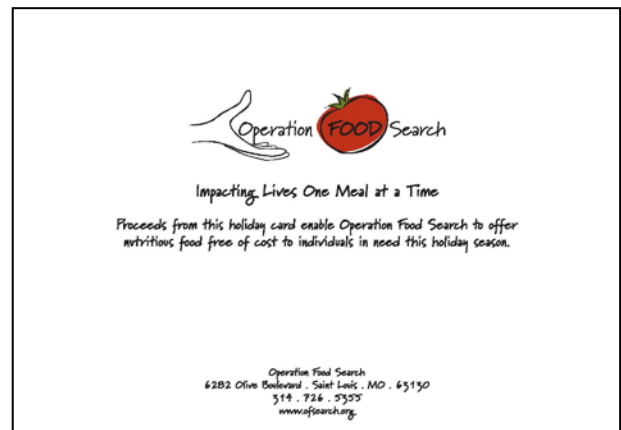 Operation FOOD Search
Impacting Lives One Meal at a Time
Proceeds from this holiday card enable Operation Food Search to offer
nutritious food free of cost to individuals in need this holiday season.
Operation Food Search
6282 Olive Boulevard . Saint Louis . MO . 63130
314 . 726 . 5355
www.ofsearch.org